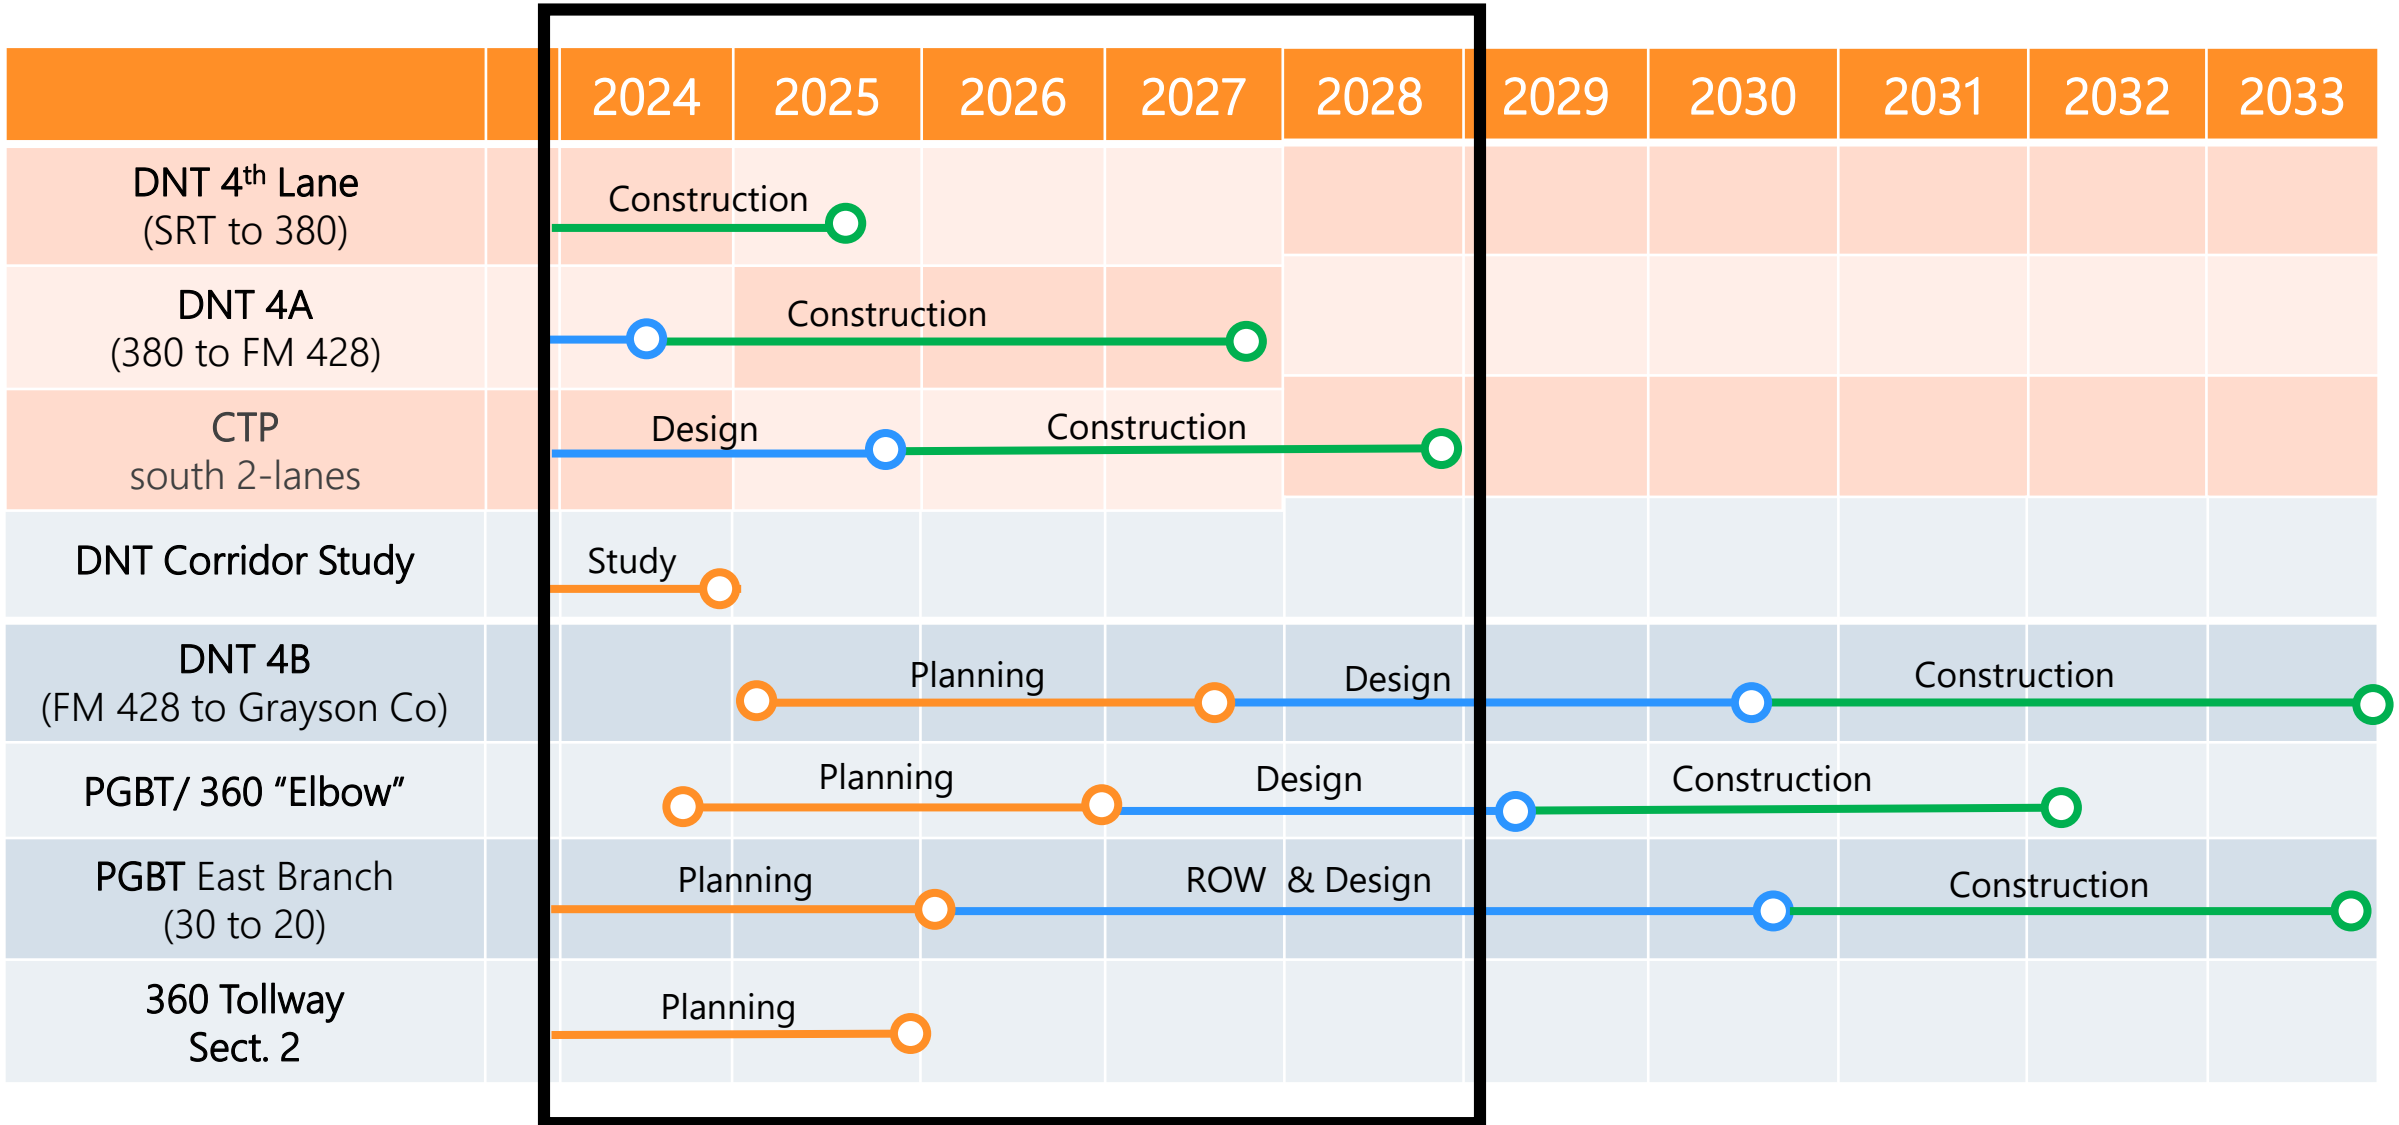 2024 2025 2026 2027 2028 2029 2030 2031 2032 2033
DNT 4th Lane
(SRT to 380)
Construction
DNT 4A
(380 to FM 428)
Construction
CTP
south 2-lanes
Design Construction
DNT Corridor Study
Study
DNT 4B
(FM 428 to Grayson Co)
Planning Design Construction
PGBT/ 360 “Elbow”
Planning Design Construction
PGBT East Branch
(30 to 20)
Planning ROW & Design Construction
360 Tollway
Sect. 2
Planning